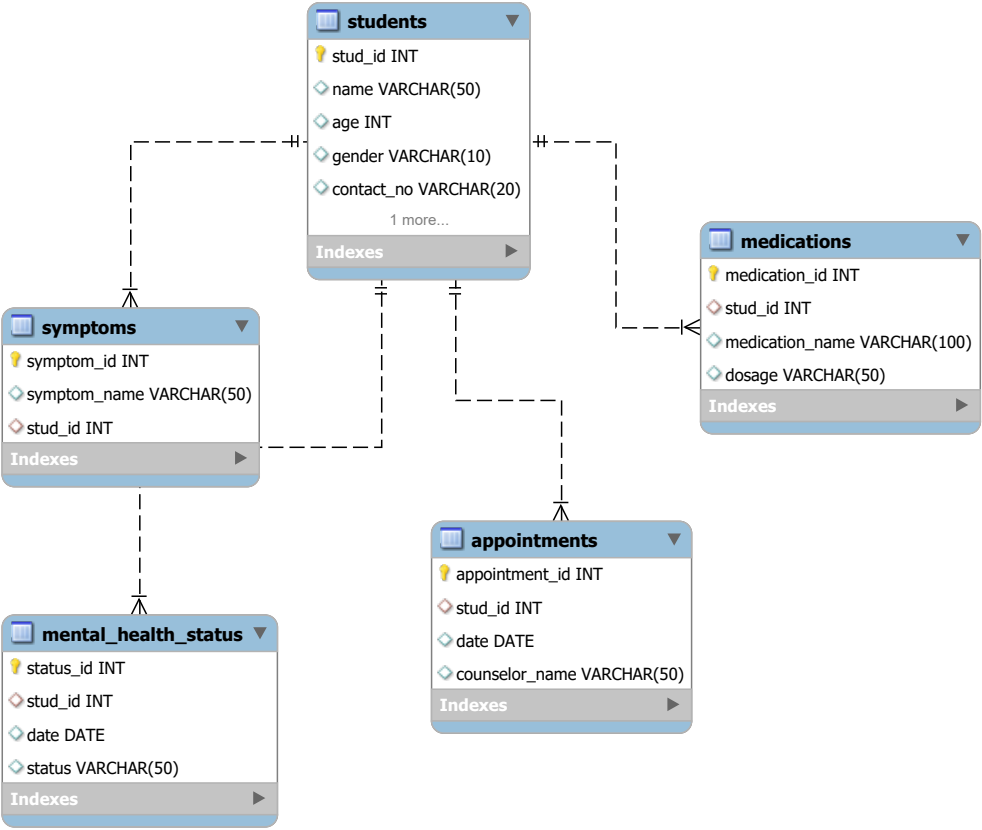 students
stud_id INT
name VARCHAR(50)
age INT
gender VARCHAR(10)
contact_no VARCHAR(20)
1 more...
Indexes
medications
medication_id INT
stud_id INT
medication_name VARCHAR(100)
dosage VARCHAR(50)
Indexes
symptoms
symptom_id INT
symptom_name VARCHAR(50)
stud_id INT
Indexes
appointments
appointment_id INT
stud_id INT
date DATE
counselor_name VARCHAR(50)
Indexes
mental_health_status
status_id INT
stud_id INT
date DATE
status VARCHAR(50)
Indexes